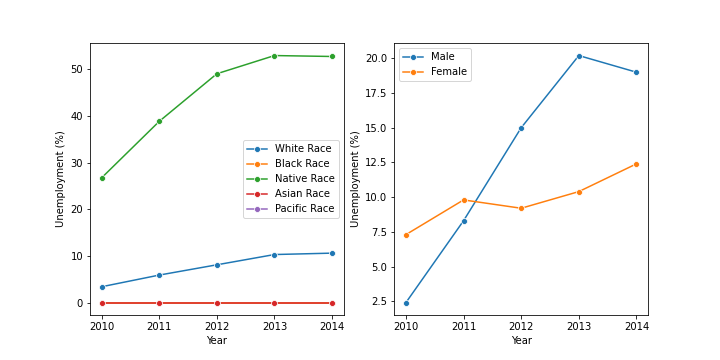 50
40
30
20
10
0
Unemployment (%)
White Race
Black Race
Native Race
Asian Race
Pacific Race
2010 2011 2012 2013 2014
Year
20.0
17.5
15.0
12.5
10.0
7.5
5.0
2.5
Unemployment (%)
Male
Female
2010 2011 2012 2013 2014
Year